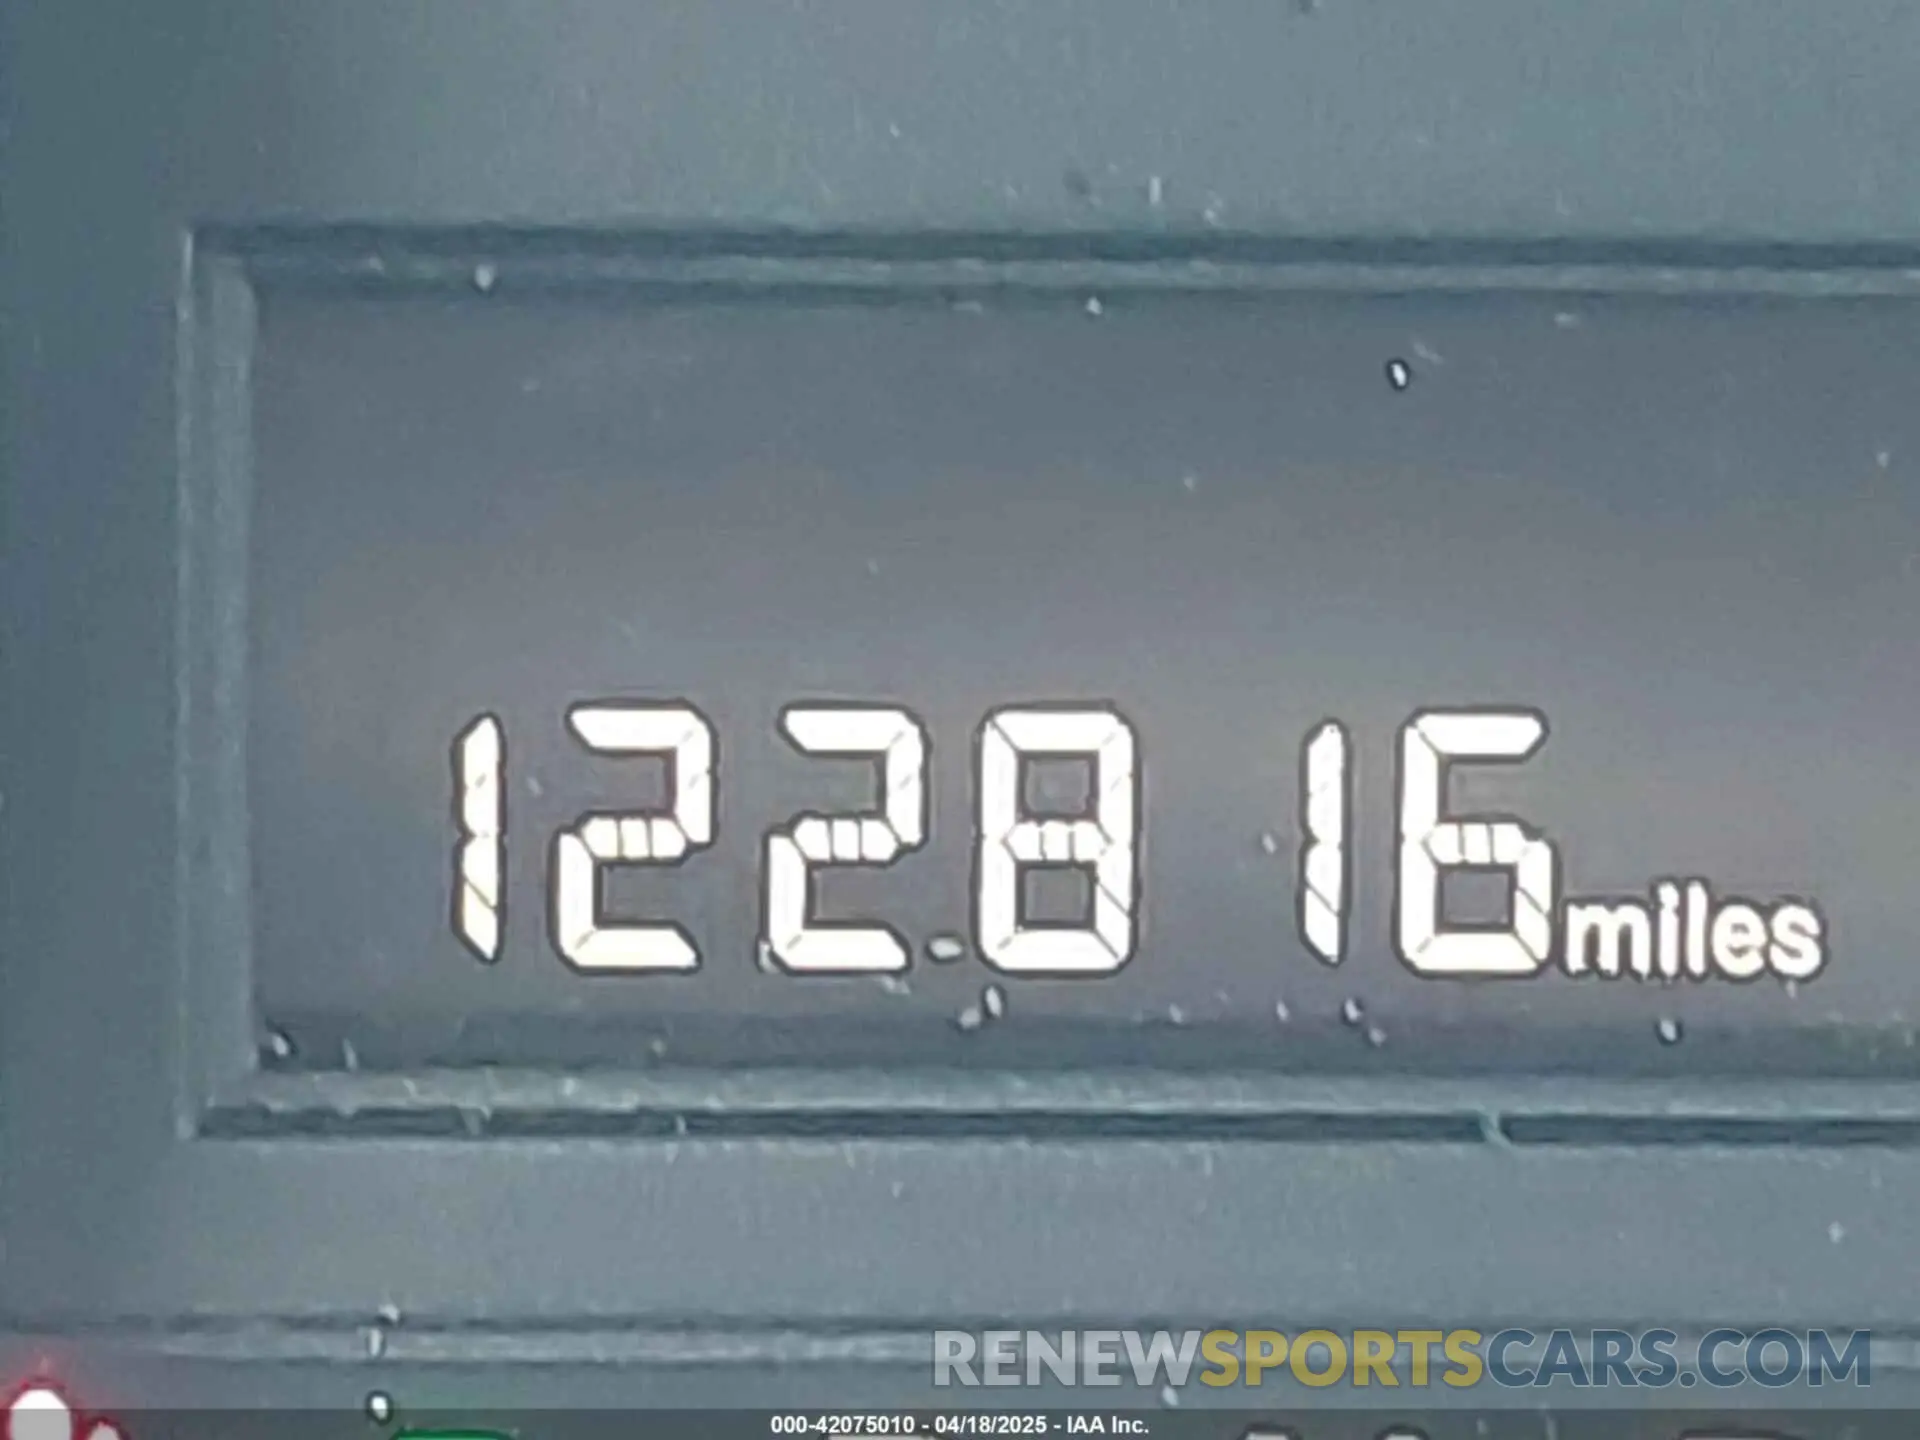 122816 miles
RENEWSPORTSCARS.COM
000-42075010 - 04/18/2025 - IAA Inc.